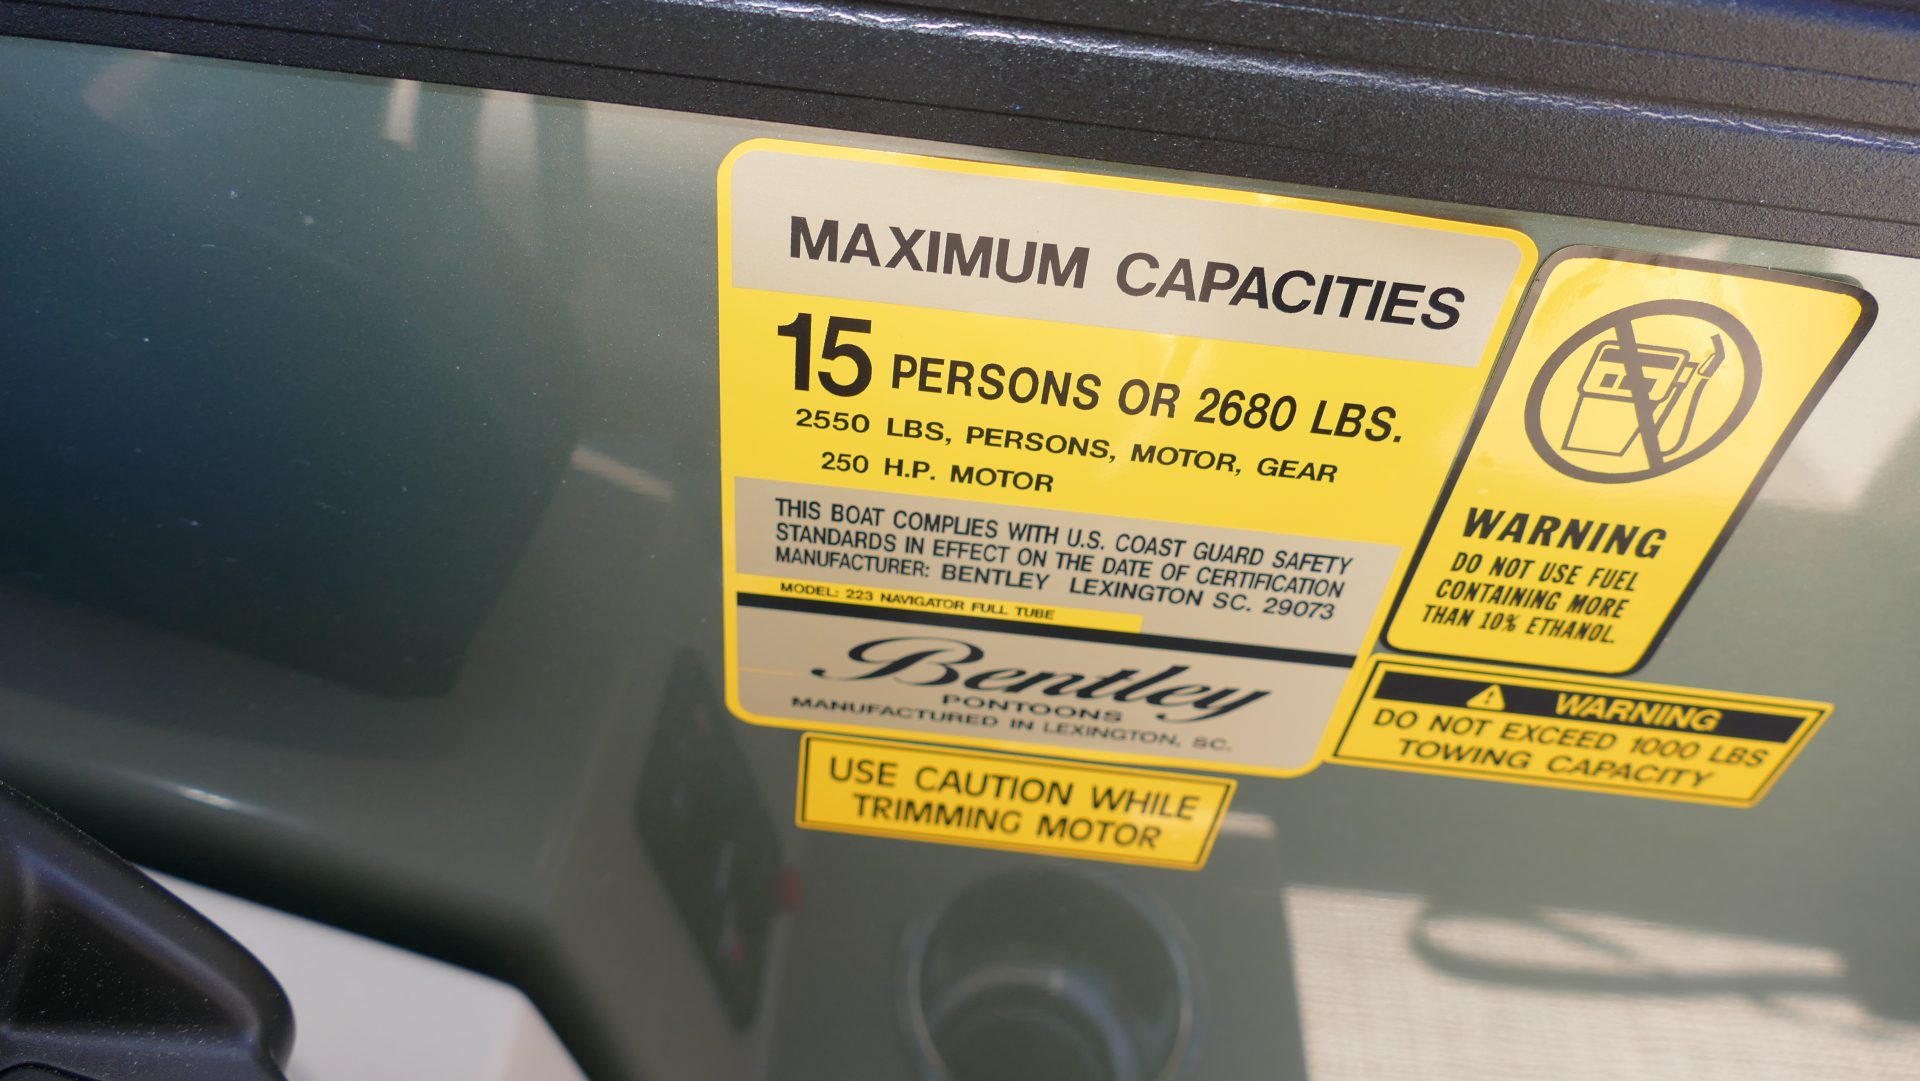 MAXIMUM CAPACITIES
15 PERSONS OR 2680 LBS.
2550 LBS, PERSONS, MOTOR, GEAR
250 H.P. MOTOR
THIS BOAT COMPLIES WITH U.S. COAST GUARD SAFETY
STANDARDS IN EFFECT ON THE DATE OF CERTIFICATION
MANUFACTURER: BENTLEY LEXINGTON SC. 29073
MODEL: 223 NAVIGATOR FULL TUBE
Bentley
PONTOONS
MANUFACTURED IN LEXINGTON, SC.
USE CAUTION WHILE
TRIMMING MOTOR
WARNING
DO NOT USE FUEL
CONTAINING MORE
THAN 10% ETHANOL.
WARNING
DO NOT EXCEED 1000 LBS
TOWING CAPACITY